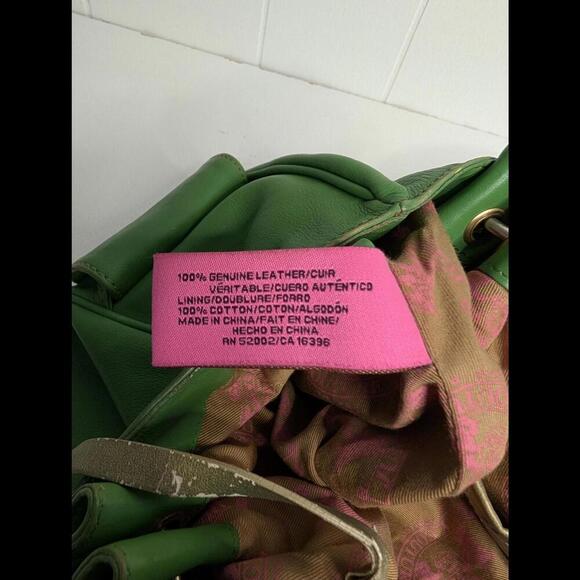 100% GENUINE LEATHER/CUIR
VÉRITABLE/CUERO AUTÉNTICO
LINING/DOUBLURE/FORRO
100% COTTON/COTON/ALGODÓN
MADE IN CHINA/FAIT EN CHINE/
HECHO EN CHINA
RN 52002/CA 16396